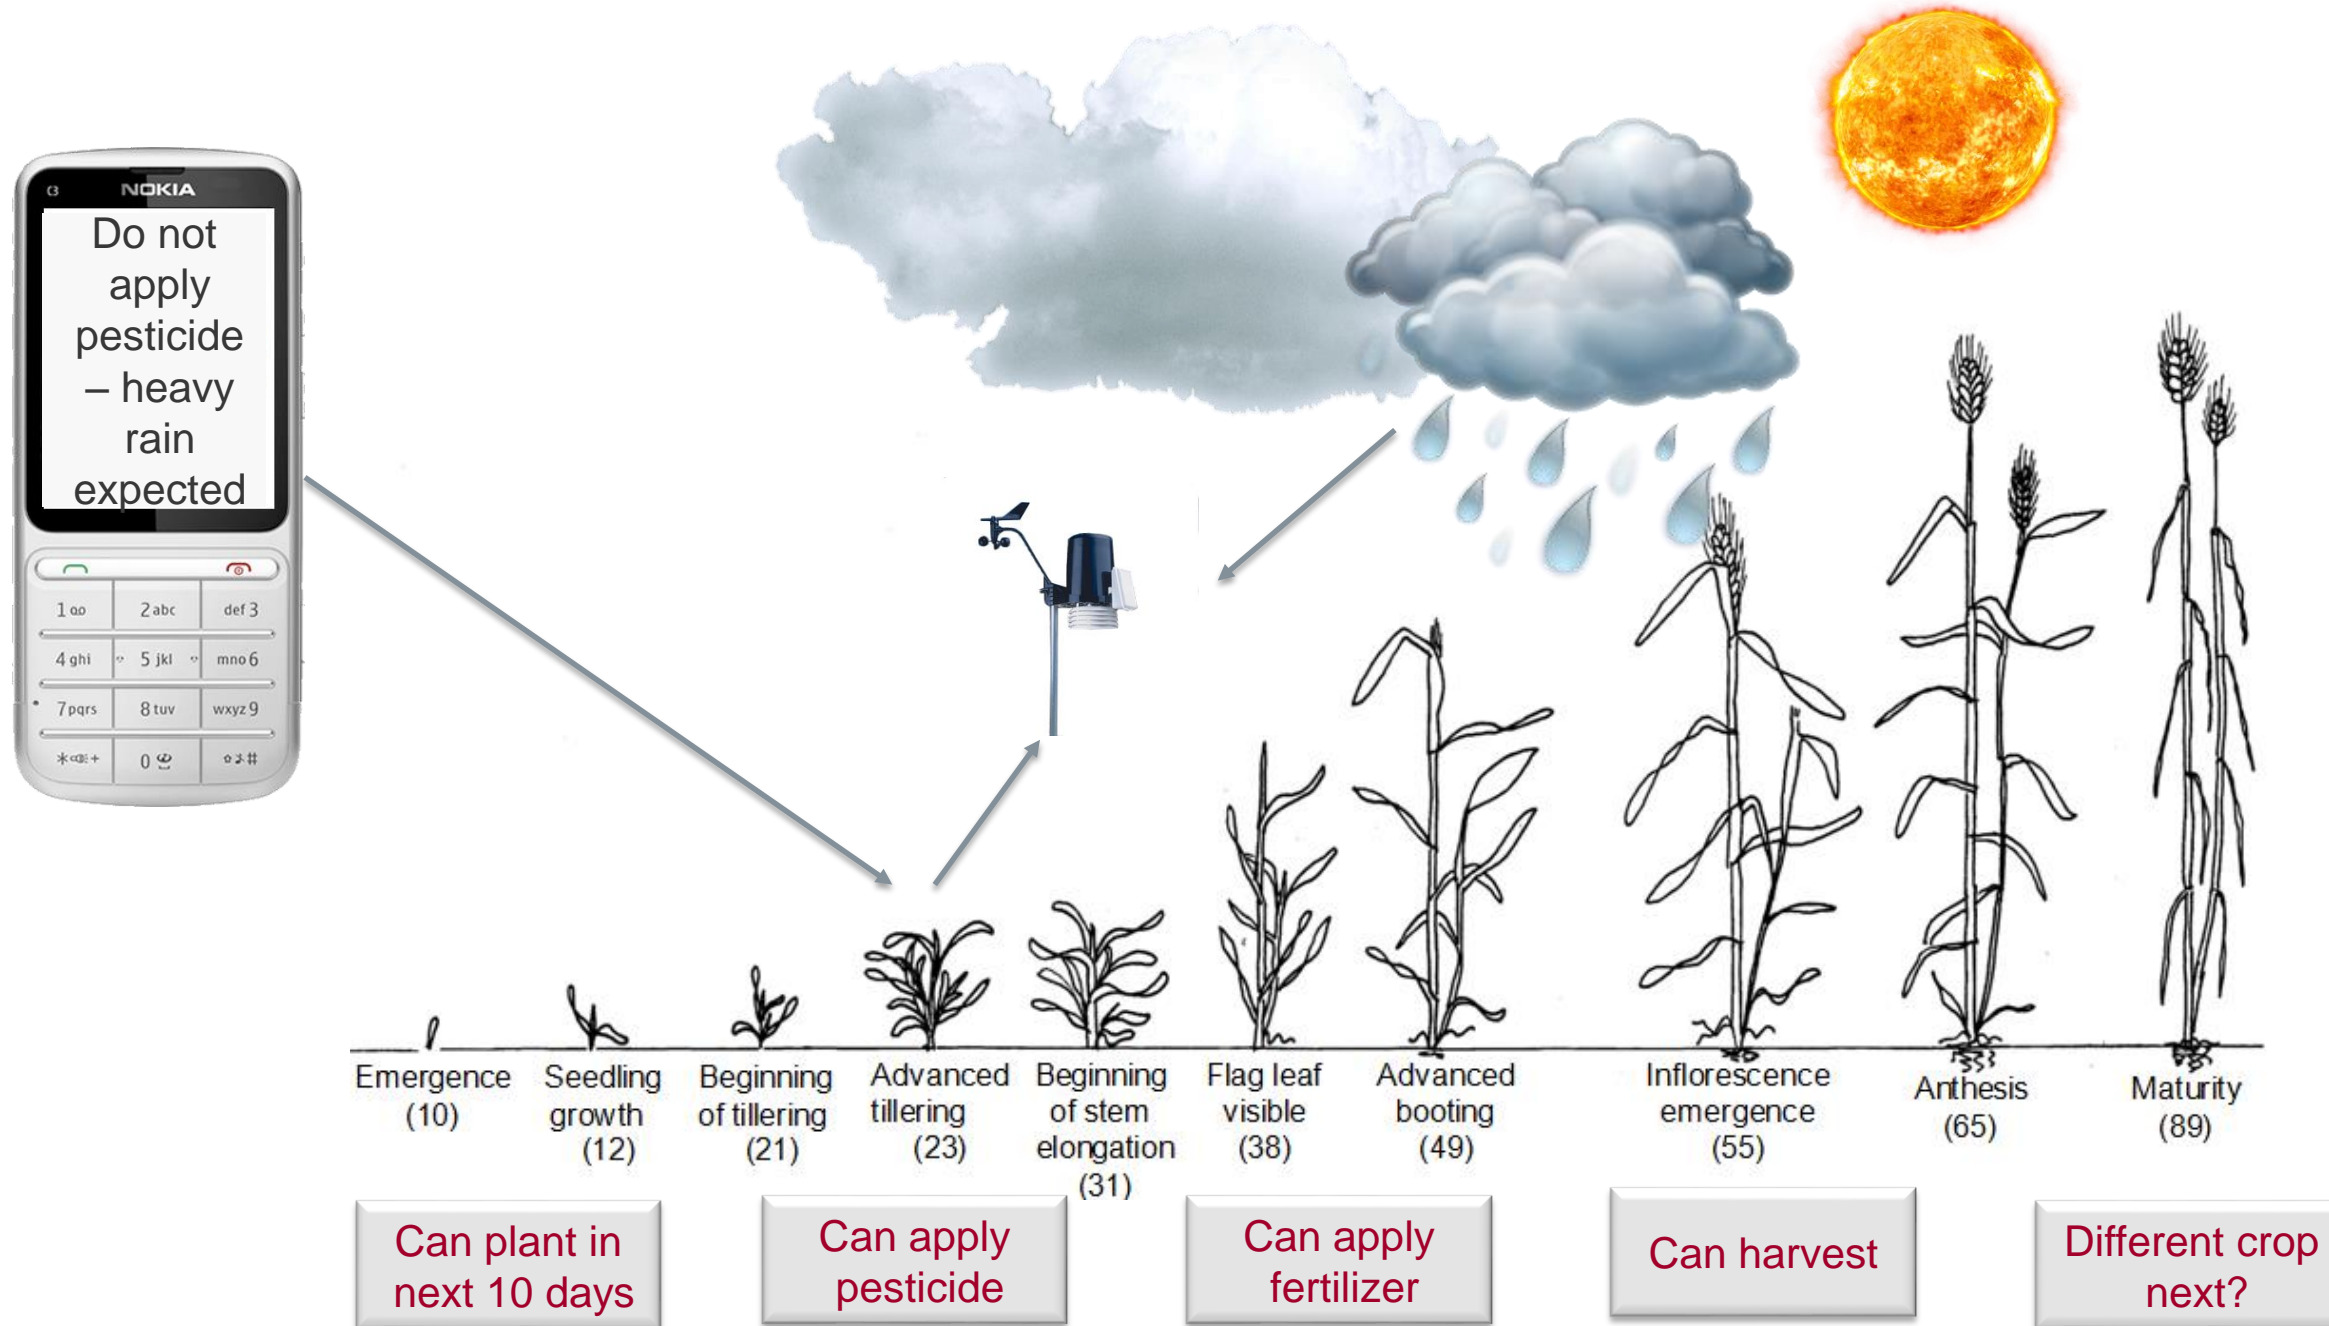 C3
NOKIA
Do not
apply
pesticide
– heavy
rain
expected
1
2 abc
def 3
4 ghi
5 jkl
mno 6
7 pqrs
8 tuv
wxyz 9
* +
0
#
Emergence
(10)
Seedling
growth
(12)
Beginning
of tillering
(21)
Advanced
tillering
(23)
Beginning
of stem
elongation
(31)
Flag leaf
visible
(38)
Advanced
booting
(49)
Inflorescence
emergence
(55)
Anthesis
(65)
Maturity
(89)
Can plant in
next 10 days
Can apply
pesticide
Can apply
fertilizer
Can harvest
Different crop
next?